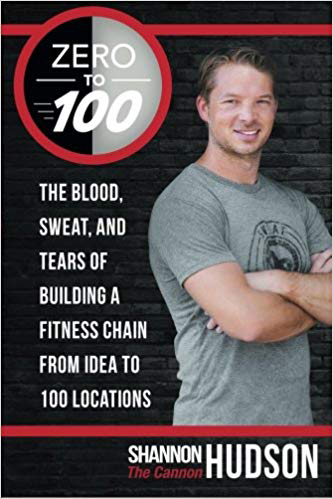 ZERO
TO
100
THE BLOOD,
SWEAT, AND
TEARS OF
BUILDING A
FITNESS CHAIN
FROM IDEA TO
100 LOCATIONS
SHANNON
The Cannon
HUDSON